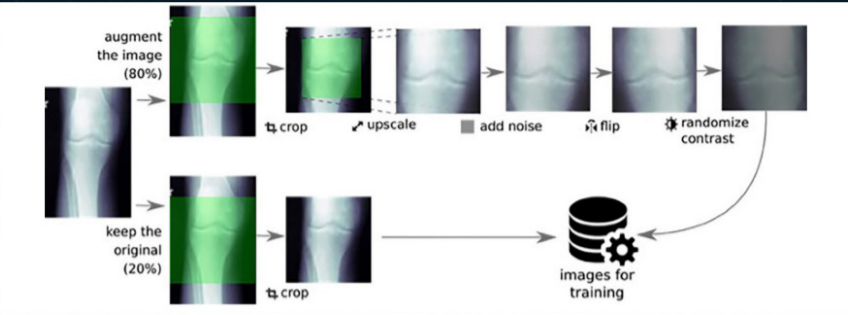 augment
the image
(80%)
crop
upscale
add noise
flip
randomize
contrast
keep the
original
(20%)
crop
images for
training